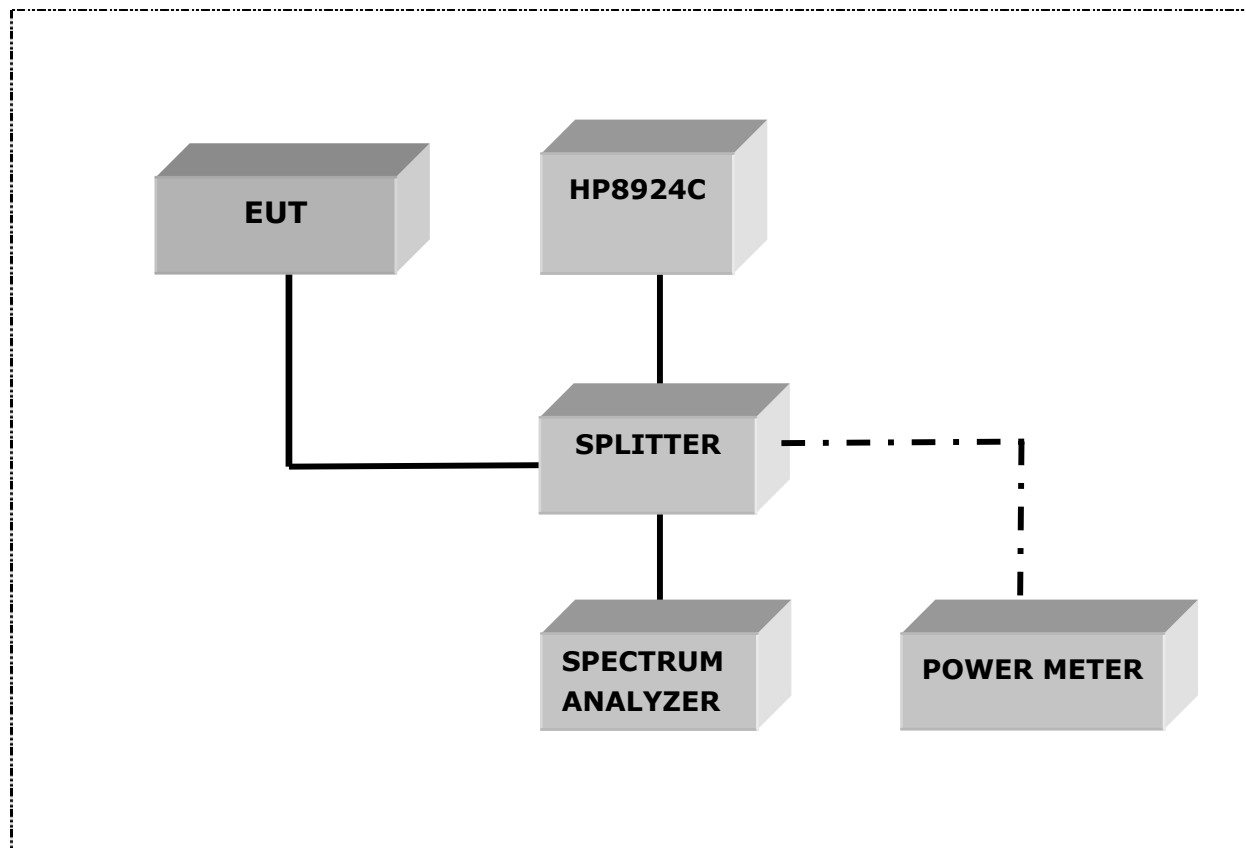 EUT
HP8924C
SPLITTER
SPECTRUM
ANALYZER
POWER METER